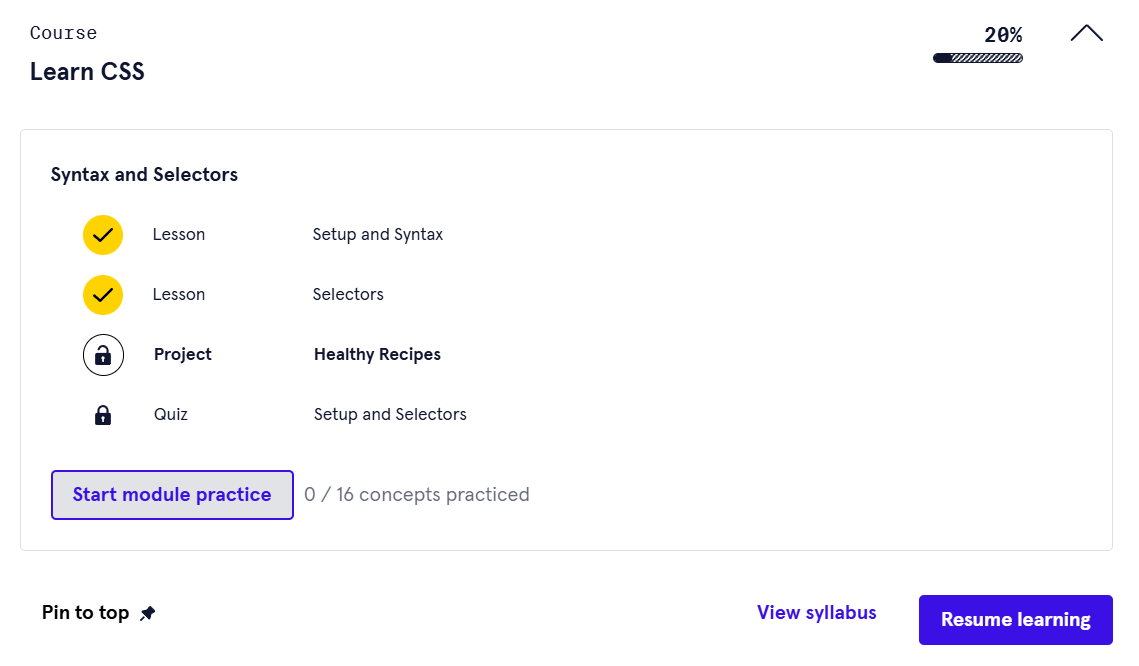 Course
20%
Learn CSS
Syntax and Selectors
Lesson Setup and Syntax
Lesson Selectors
Project Healthy Recipes
Quiz Setup and Selectors
Start module practice 0 / 16 concepts practiced
Pin to top View syllabus Resume learning